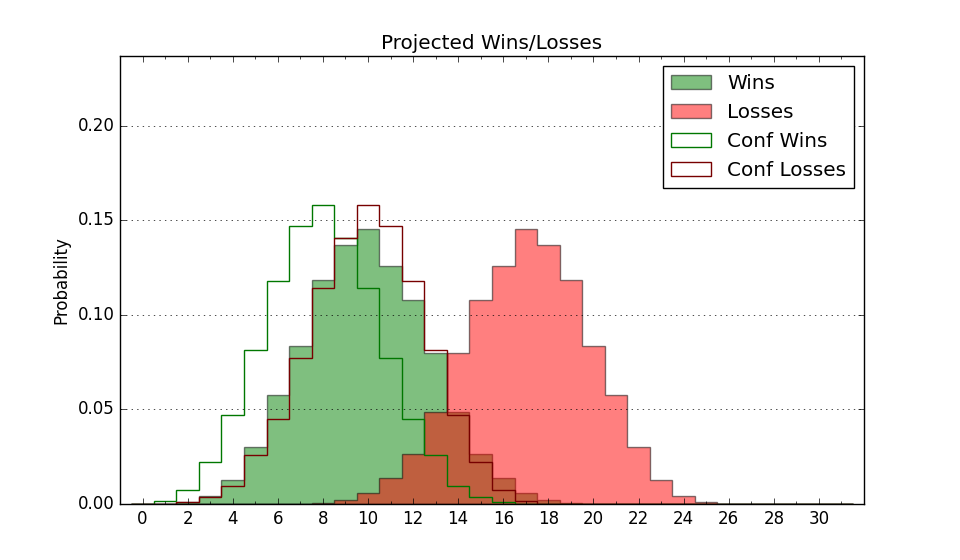 Projected Wins/Losses
Wins
Losses
Conf Wins
Conf Losses
Probability
0.20
0.15
0.10
0.05
0.00
0 2 4 6 8 10 12 14 16 18 20 22 24 26 28 30